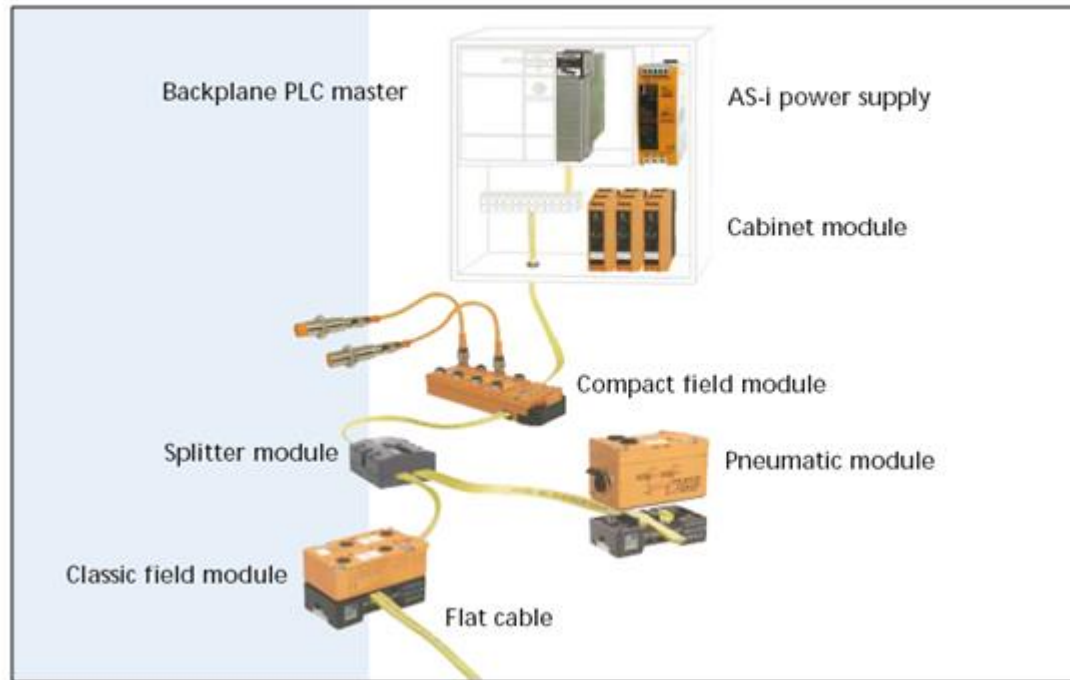 Backplane PLC master
AS-i power supply
Cabinet module
Compact field module
Splitter module
Pneumatic module
Classic field module
Flat cable